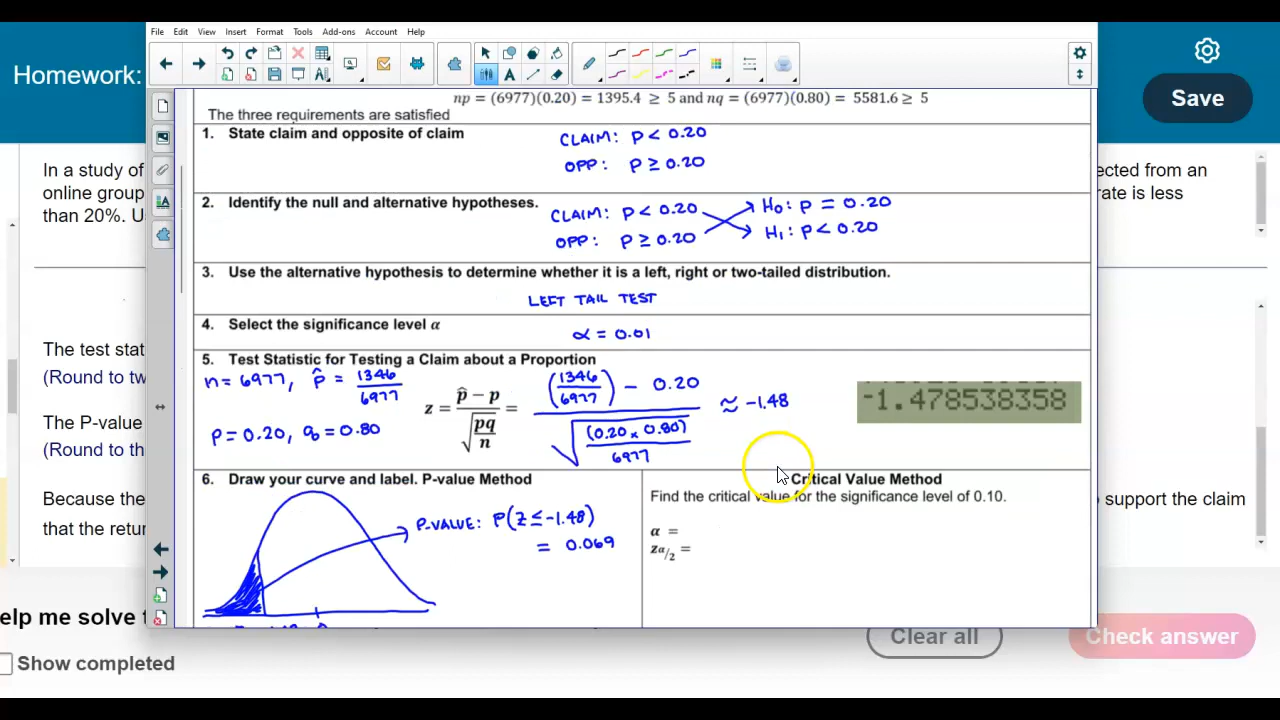 File Edit View Insert Format Tools Add-ons Account Help
Homework:
Save
In a study of
ected from an
online group
rate is less
than 20%. U
np = (6977)(0.20) = 1395.4 ≥ 5 and nq = (6977)(0.80) = 5581.6 ≥ 5
The three requirements are satisfied
1. State claim and opposite of claim
CLAIM: P < 0.20
OPP: P ≥ 0.20
2. Identify the null and alternative hypotheses.
CLAIM: P < 0.20 H₀: P = 0.20
OPP: P ≥ 0.20 H₁: P < 0.20
3. Use the alternative hypothesis to determine whether it is a left, right or two-tailed distribution.
LEFT TAIL TEST
4. Select the significance level α
α = 0.01
5. Test Statistic for Testing a Claim about a Proportion
n = 6977, p̂ = 1346/6977
p = 0.20, q = 0.80
z = (p̂ − p)/√(pq/n) = ((1346/6977) − 0.20)/√((0.20 × 0.80)/6977) ≈ −1.48
-1.478538358
6. Draw your curve and label. P-value Method
P-VALUE: P(Z ≤ −1.48)
= 0.069
Critical Value Method
Find the critical value for the significance level of 0.10.
α =
zα/2 =
The test stat
(Round to tw
The P-value
(Round to th
Because the
o support the claim
that the retur
elp me solve t
Clear all
Check answer
Show completed